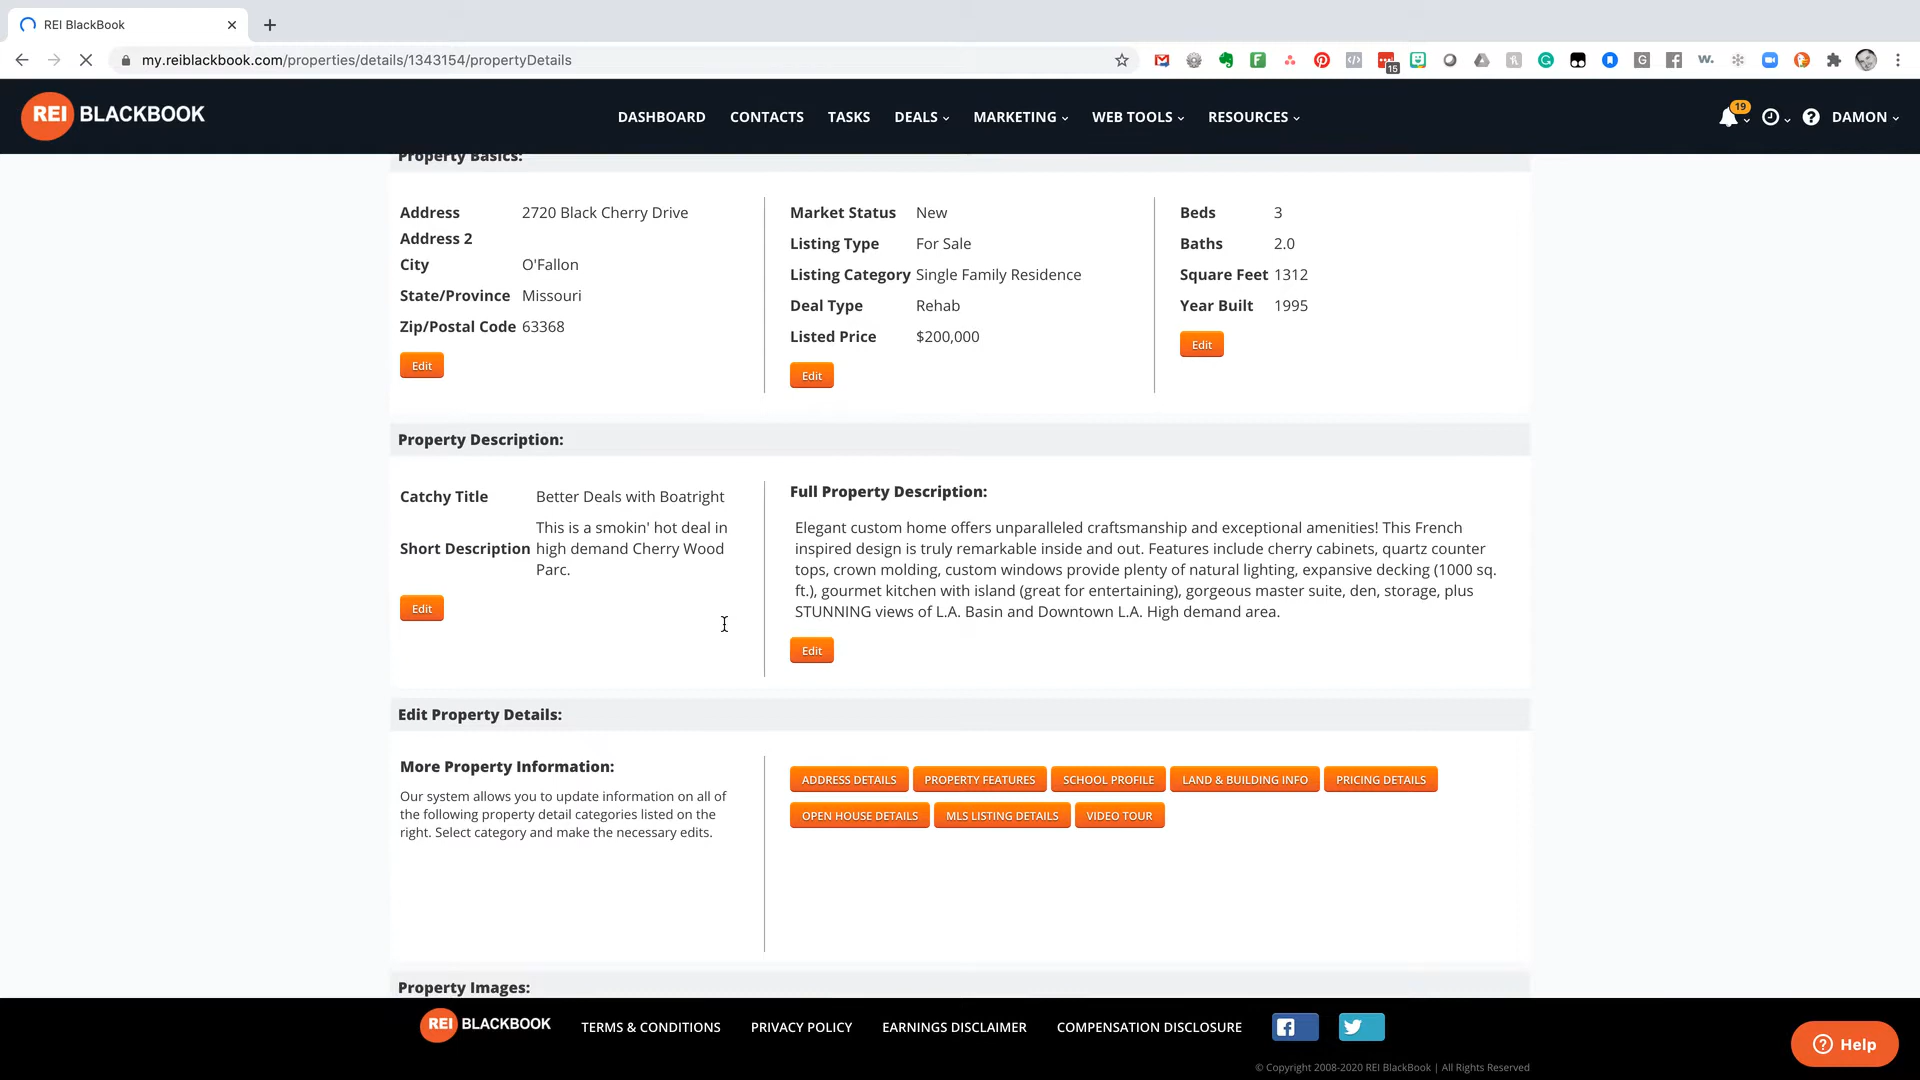 REI BlackBook
my.reiblackbook.com/properties/details/1343154/propertyDetails
15
REI BLACKBOOK
DASHBOARD
CONTACTS
TASKS
DEALS
MARKETING
WEB TOOLS
RESOURCES
19
DAMON
Property Basics:
Address 2720 Black Cherry Drive
Address 2
City O'Fallon
State/Province Missouri
Zip/Postal Code 63368
Edit
Market Status New
Listing Type For Sale
Listing Category Single Family Residence
Deal Type Rehab
Listed Price $200,000
Edit
Beds 3
Baths 2.0
Square Feet 1312
Year Built 1995
Edit
Property Description:
Catchy Title Better Deals with Boatright
Short Description This is a smokin' hot deal in
high demand Cherry Wood
Parc.
Edit
Full Property Description:
Elegant custom home offers unparalleled craftsmanship and exceptional amenities! This French
inspired design is truly remarkable inside and out. Features include cherry cabinets, quartz counter
tops, crown molding, custom windows provide plenty of natural lighting, expansive decking (1000 sq.
ft.), gourmet kitchen with island (great for entertaining), gorgeous master suite, den, storage, plus
STUNNING views of L.A. Basin and Downtown L.A. High demand area.
Edit
Edit Property Details:
More Property Information:
Our system allows you to update information on all of
the following property detail categories listed on the
right. Select category and make the necessary edits.
ADDRESS DETAILS PROPERTY FEATURES SCHOOL PROFILE LAND & BUILDING INFO PRICING DETAILS
OPEN HOUSE DETAILS MLS LISTING DETAILS VIDEO TOUR
Property Images:
REI BLACKBOOK
TERMS & CONDITIONS
PRIVACY POLICY
EARNINGS DISCLAIMER
COMPENSATION DISCLOSURE
Help
© Copyright 2008-2020 REI BlackBook | All Rights Reserved